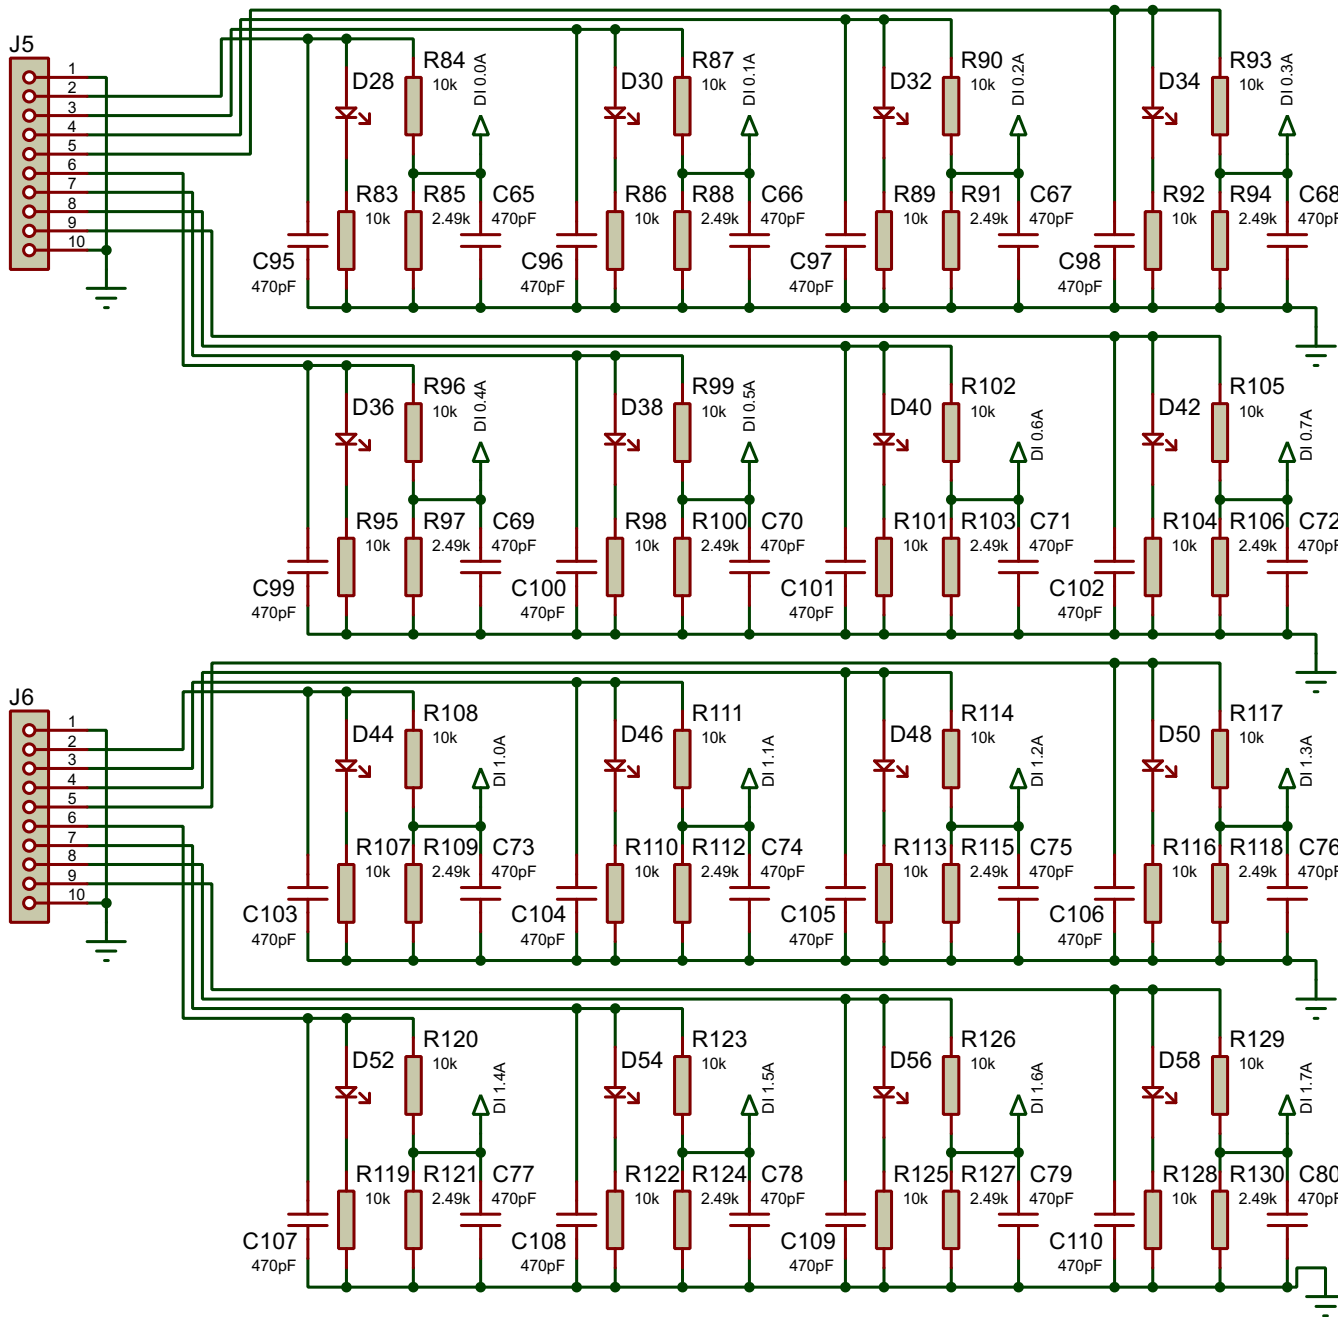 J5
1
2
3
4
5
6
7
8
9
10
D28
R84
10k
DI 0.0A
R83
10k
R85
2.49k
C65
470pF
C95
470pF
D30
R87
10k
DI 0.1A
R86
10k
R88
2.49k
C66
470pF
C96
470pF
D32
R90
10k
DI 0.2A
R89
10k
R91
2.49k
C67
470pF
C97
470pF
D34
R93
10k
DI 0.3A
R92
10k
R94
2.49k
C68
470pF
C98
470pF
D36
R96
10k
DI 0.4A
R95
10k
R97
2.49k
C69
470pF
C99
470pF
D38
R99
10k
DI 0.5A
R98
10k
R100
2.49k
C70
470pF
C100
470pF
D40
R102
10k
DI 0.6A
R101
10k
R103
2.49k
C71
470pF
C101
470pF
D42
R105
10k
DI 0.7A
R104
10k
R106
2.49k
C72
470pF
C102
470pF
J6
1
2
3
4
5
6
7
8
9
10
D44
R108
10k
DI 1.0A
R107
10k
R109
2.49k
C73
470pF
C103
470pF
D46
R111
10k
DI 1.1A
R110
10k
R112
2.49k
C74
470pF
C104
470pF
D48
R114
10k
DI 1.2A
R113
10k
R115
2.49k
C75
470pF
C105
470pF
D50
R117
10k
DI 1.3A
R116
10k
R118
2.49k
C76
470pF
C106
470pF
D52
R120
10k
DI 1.4A
R119
10k
R121
2.49k
C77
470pF
C107
470pF
D54
R123
10k
DI 1.5A
R122
10k
R124
2.49k
C78
470pF
C108
470pF
D56
R126
10k
DI 1.6A
R125
10k
R127
2.49k
C79
470pF
C109
470pF
D58
R129
10k
DI 1.7A
R128
10k
R130
2.49k
C80
470pF
C110
470pF